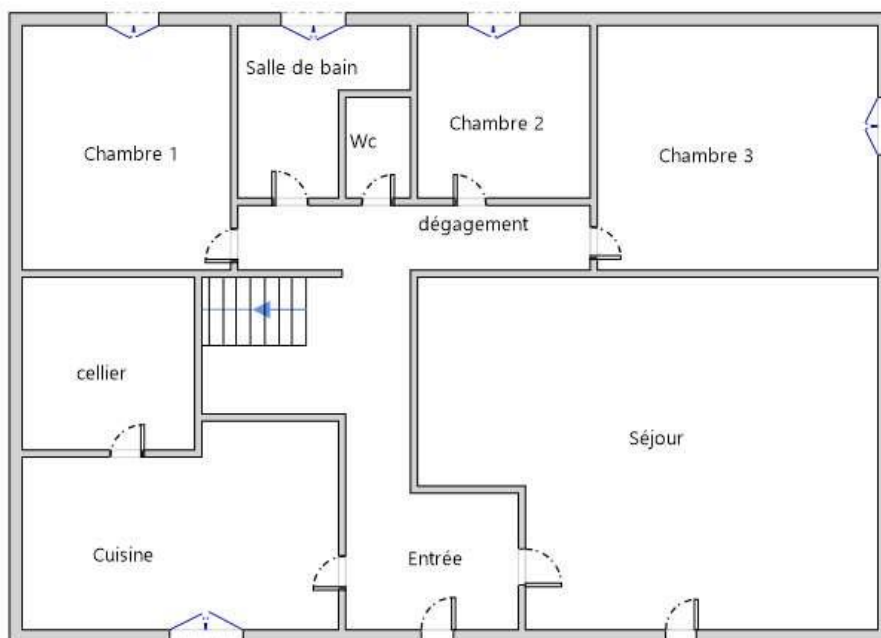 Salle de bain
Chambre 2
Wc
Chambre 1
Chambre 3
dégagement
cellier
Séjour
Cuisine
Entrée